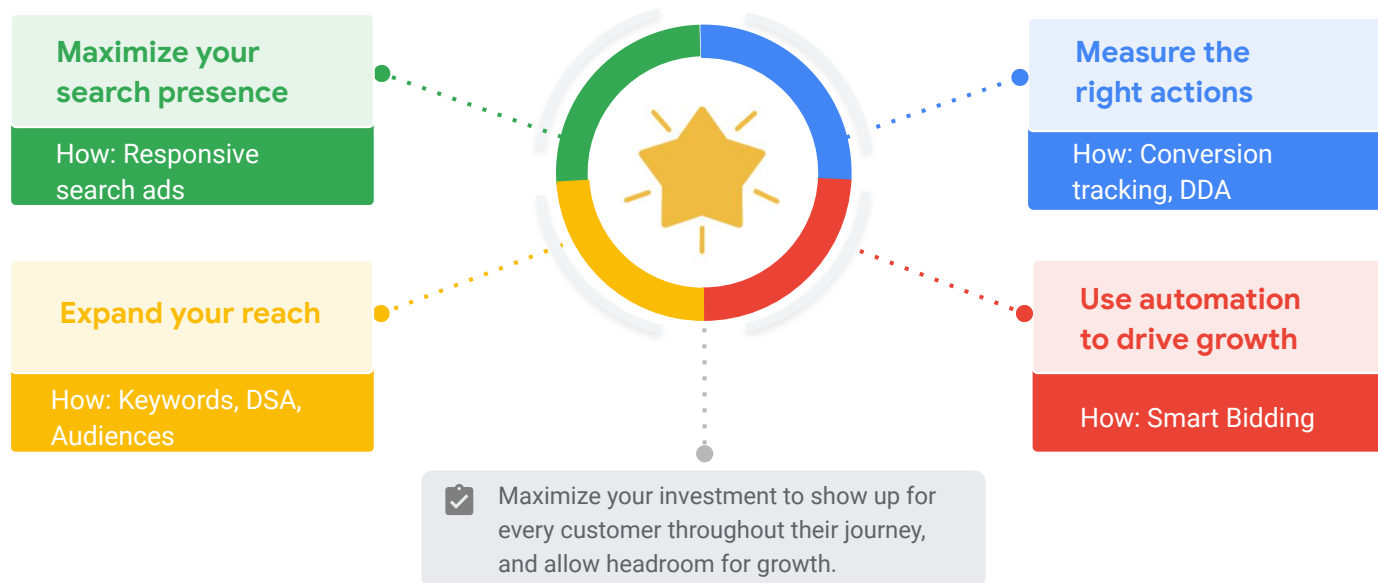 Maximize your
search presence
How: Responsive
search ads
Measure the
right actions
How: Conversion
tracking, DDA
Expand your reach
How: Keywords, DSA,
Audiences
Use automation
to drive growth
How: Smart Bidding
Maximize your investment to show up for
every customer throughout their journey,
and allow headroom for growth.